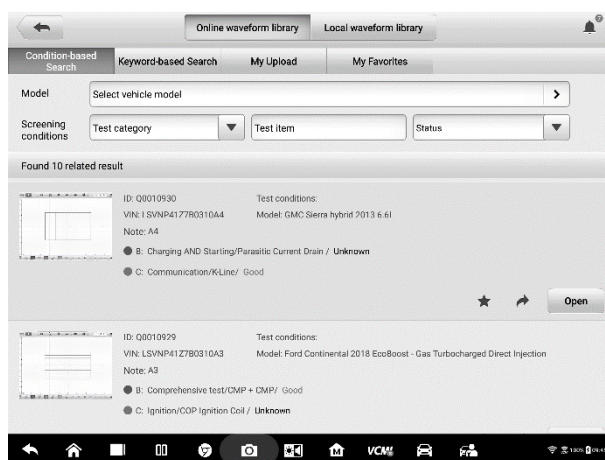 Online waveform library
Local waveform library
Condition-based
Search
Keyword-based Search
My Upload
My Favorites
Model
Select vehicle model
Screening
conditions
Test category
Test item
Status
Found 10 related result
ID: Q0010930
Test conditions:
VIN: LSVNP41Z7B0310A4
Model: GMC Sierra hybrid 2013 6.6l
Note: A4
B: Charging AND Starting/Parasitic Current Drain / Unknown
C: Communication/K-Line/ Good
Open
ID: Q0010929
Test conditions:
VIN: LSVNP41Z7B0310A3
Model: Ford Continental 2018 EcoBoost - Gas Turbocharged Direct Injection
Note: A3
B: Comprehensive test/CMP + CMP/ Good
C: Ignition/COP Ignition Coil / Unknown
M
VCMI
100%